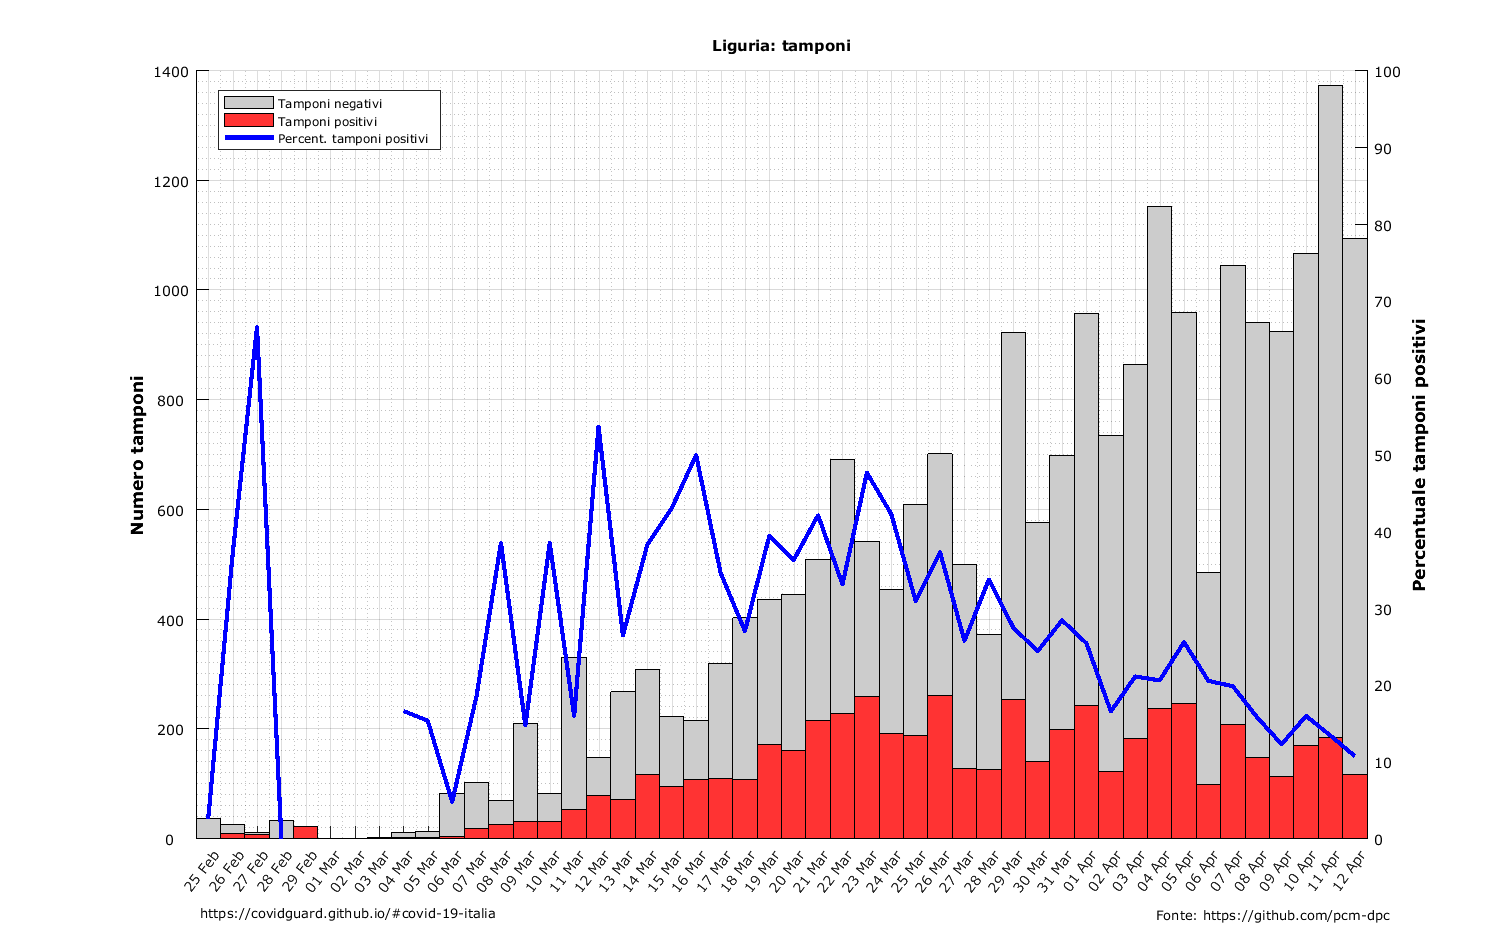 Liguria: tamponi
Tamponi negativi
Tamponi positivi
Percent. tamponi positivi
Numero tamponi
1400
1200
1000
800
600
400
200
0
100
90
80
70
60
50
40
30
20
10
0
Percentuale tamponi positivi
25 Feb
26 Feb
27 Feb
28 Feb
29 Feb
01 Mar
02 Mar
03 Mar
04 Mar
05 Mar
06 Mar
07 Mar
08 Mar
09 Mar
10 Mar
11 Mar
12 Mar
13 Mar
14 Mar
15 Mar
16 Mar
17 Mar
18 Mar
19 Mar
20 Mar
21 Mar
22 Mar
23 Mar
24 Mar
25 Mar
26 Mar
27 Mar
28 Mar
29 Mar
30 Mar
31 Mar
01 Apr
02 Apr
03 Apr
04 Apr
05 Apr
06 Apr
07 Apr
08 Apr
09 Apr
10 Apr
11 Apr
12 Apr
https://covidguard.github.io/#covid-19-italia
Fonte: https://github.com/pcm-dpc